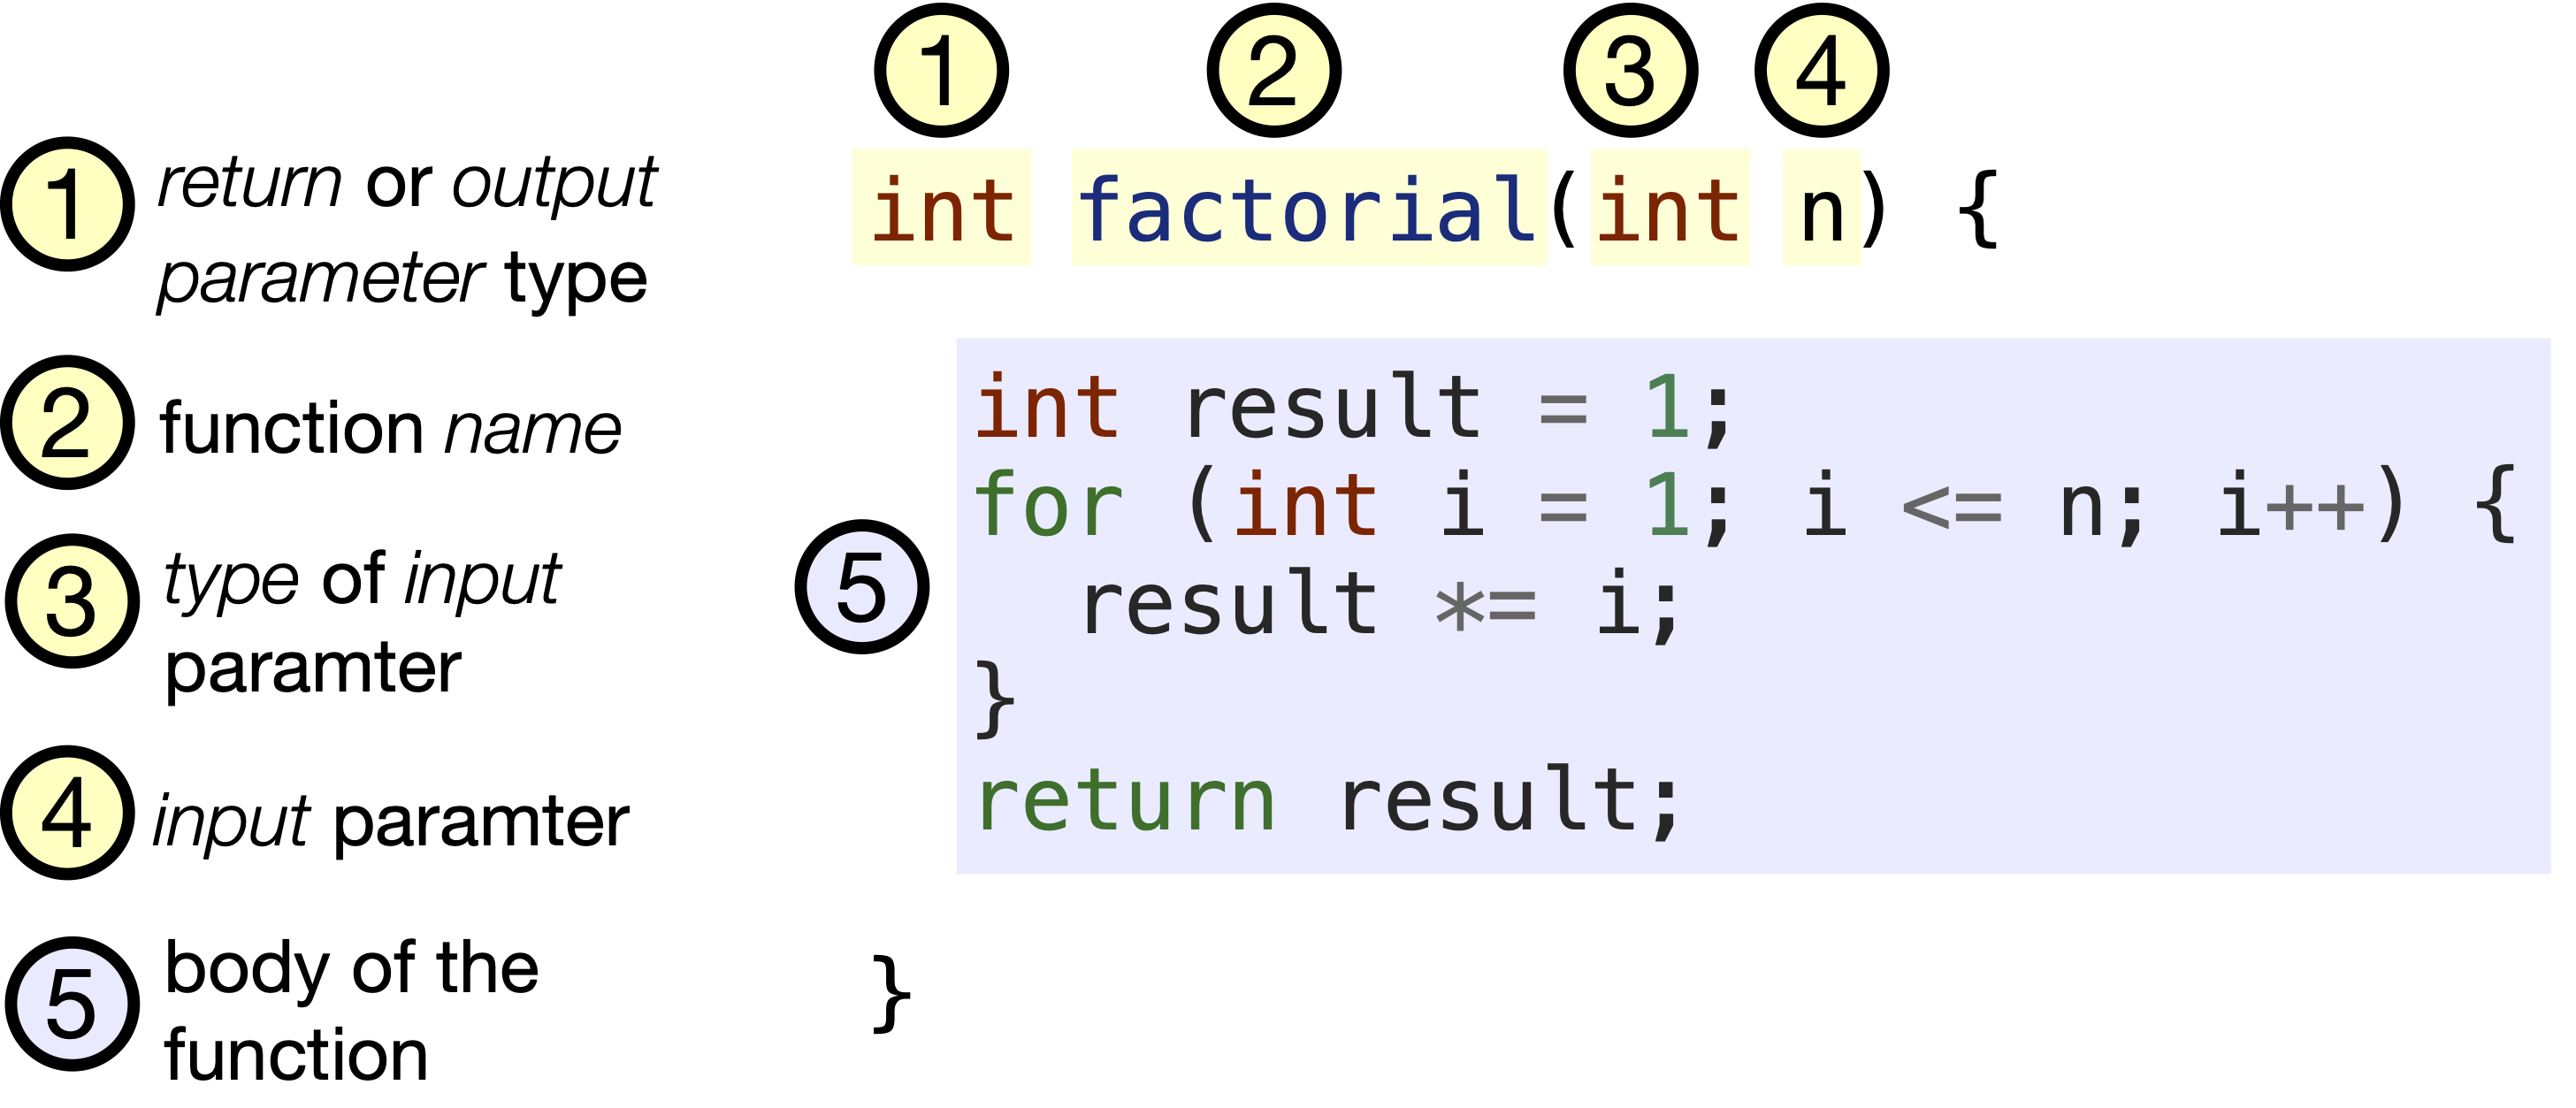 1 2 3 4
1 return or output
parameter type
int factorial(int n) {
2 function name
3 type of input
paramter
4 input paramter
5 body of the
function
5
int result = 1;
for (int i = 1; i <= n; i++) {
  result *= i;
}
return result;
}